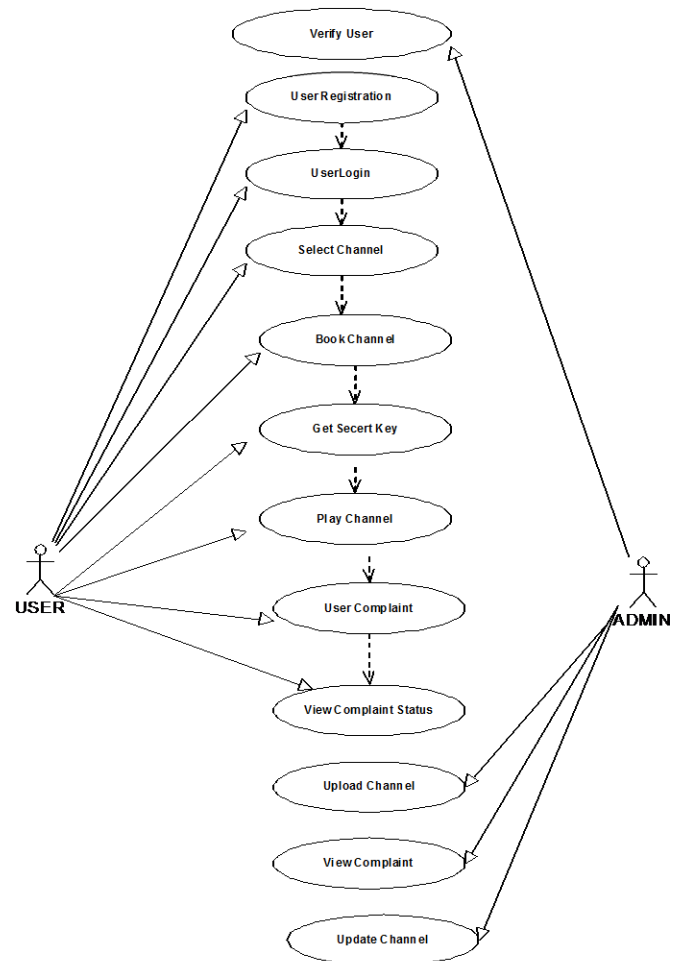 Verify User
User Registration
UserLogin
Select Channel
Book Channel
Get Secert Key
Play Channel
User Complaint
USER
ADMIN
View Complaint Status
Upload Channel
View Complaint
Update Channel